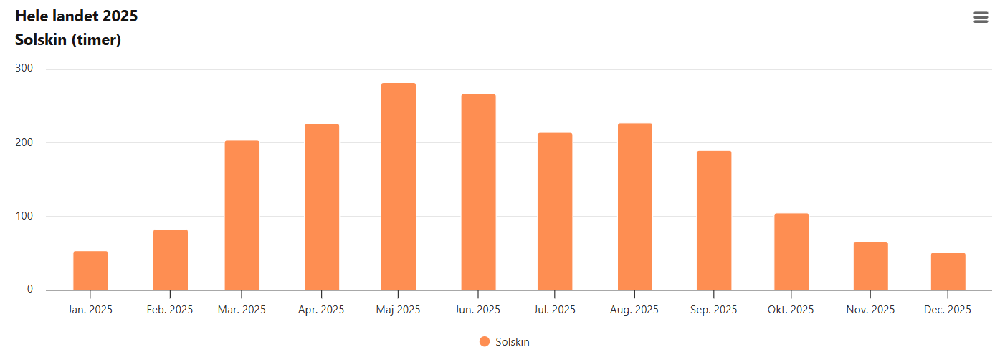 Hele landet 2025
Solskin (timer)
300
200
100
0
Jan. 2025 Feb. 2025 Mar. 2025 Apr. 2025 Maj 2025 Jun. 2025 Jul. 2025 Aug. 2025 Sep. 2025 Okt. 2025 Nov. 2025 Dec. 2025
Solskin